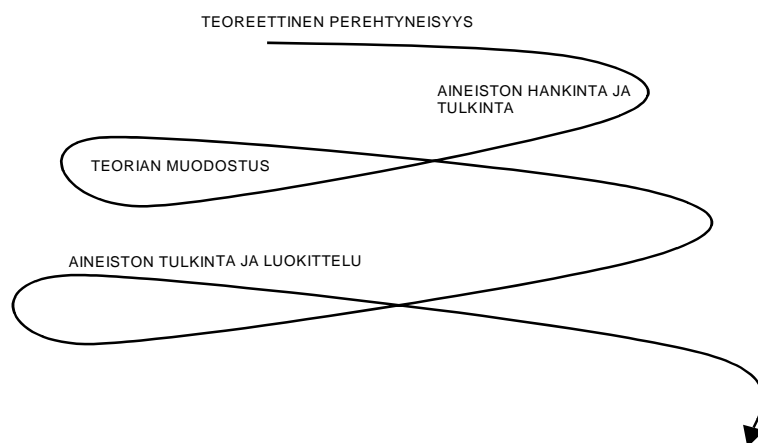 TEOREETTINEN PEREHTYNEISYYS
AINEISTON HANKINTA JA
TULKINTA
TEORIAN MUODOSTUS
AINEISTON TULKINTA JA LUOKITTELU